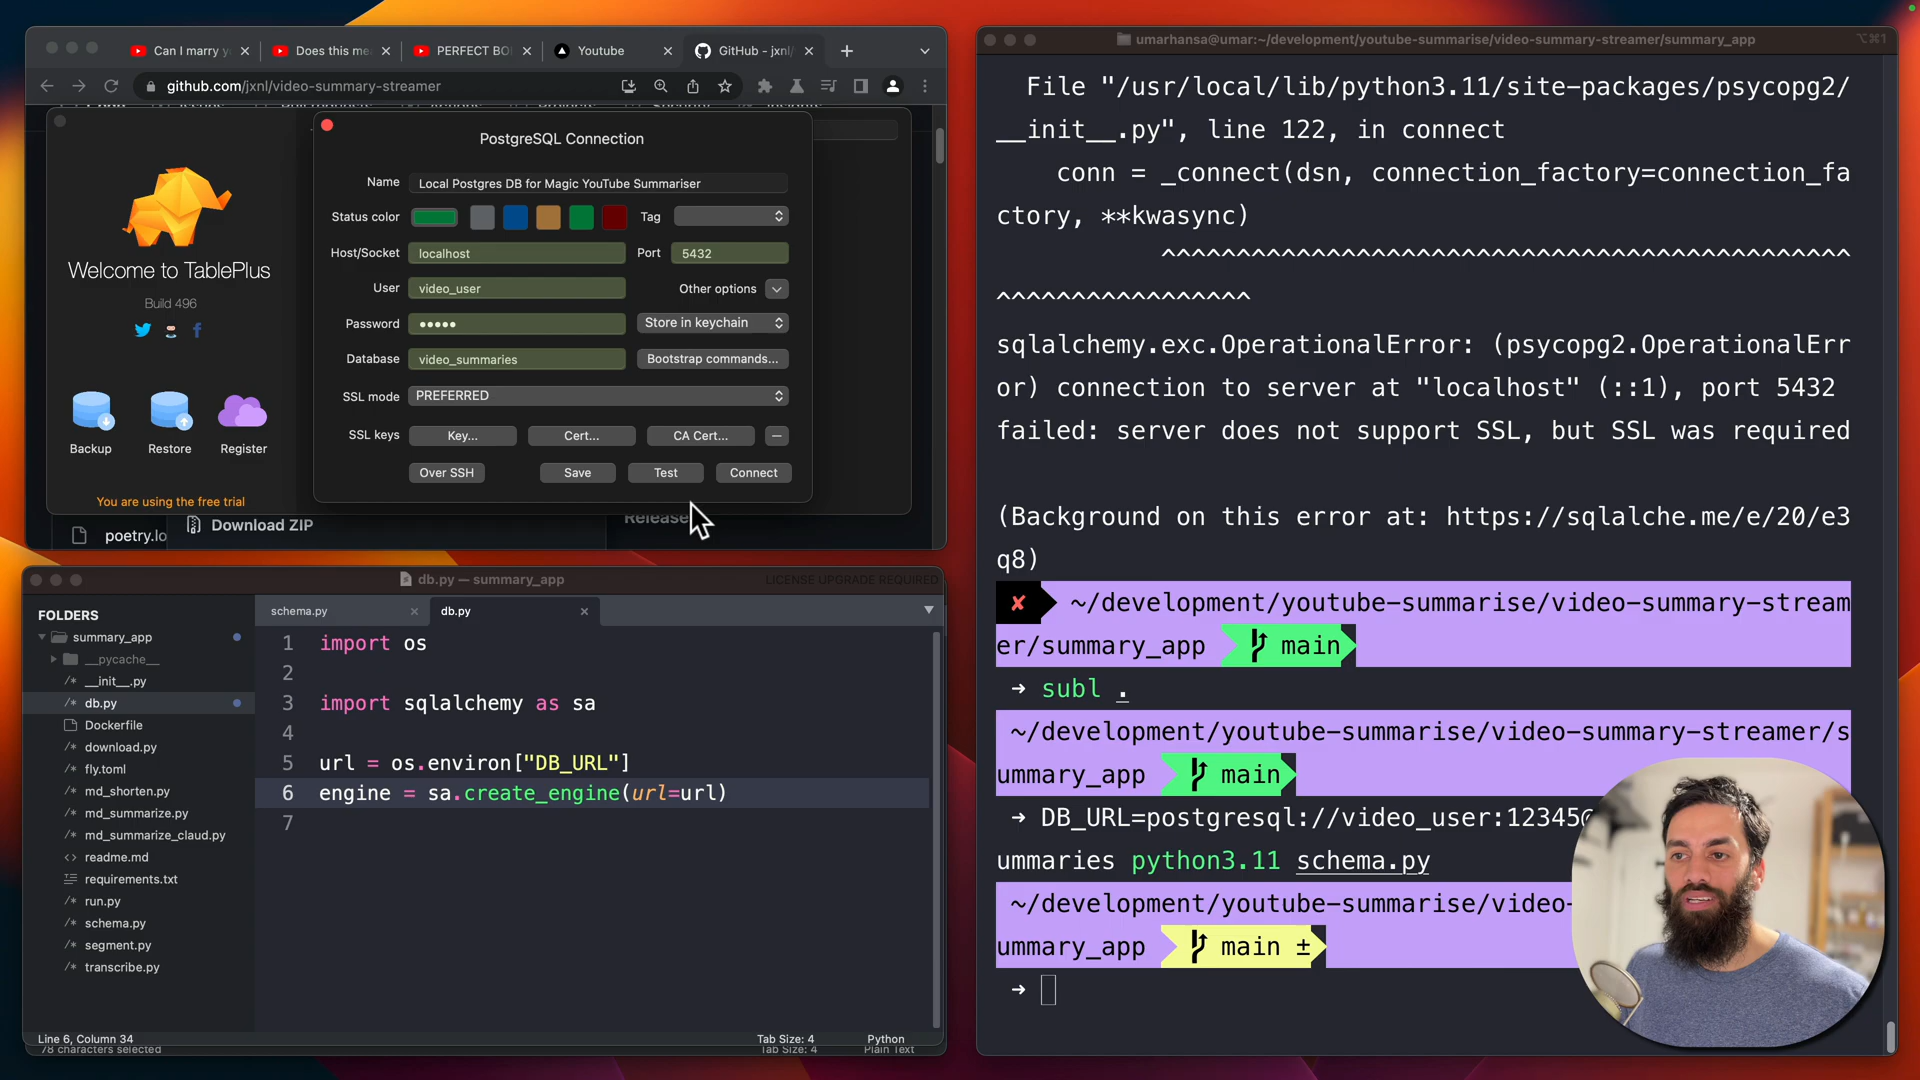 Can I marry y
Does this me
PERFECT BO
Youtube
GitHub - jxnl/
github.com/jxnl/video-summary-streamer
PostgreSQL Connection
Name
Local Postgres DB for Magic YouTube Summariser
Status color
Tag
Host/Socket
localhost
Port
5432
User
video_user
Other options
Password
●●●●●
Store in keychain
Database
video_summaries
Bootstrap commands...
SSL mode
PREFERRED
SSL keys
Key...
Cert...
CA Cert...
Over SSH
Save
Test
Connect
Welcome to TablePlus
Build 496
Backup
Restore
Register
You are using the free trial
poetry.lo
Download ZIP
Release
db.py — summary_app
LICENSE UPGRADE REQUIRED
FOLDERS
summary_app
__pycache__
__init__.py
db.py
Dockerfile
download.py
fly.toml
md_shorten.py
md_summarize.py
md_summarize_claud.py
readme.md
requirements.txt
run.py
schema.py
segment.py
transcribe.py
schema.py
db.py
1 import os
2
3 import sqlalchemy as sa
4
5 url = os.environ["DB_URL"]
6 engine = sa.create_engine(url=url)
7
Line 6, Column 34
Tab Size: 4
Python
78 characters selected
Tab Size: 4
Plain Text
umarhansa@umar:~/development/youtube-summarise/video-summary-streamer/summary_app
⌥⌘1
File "/usr/local/lib/python3.11/site-packages/psycopg2/
__init__.py", line 122, in connect
conn = _connect(dsn, connection_factory=connection_fa
ctory, **kwasync)
^^^^^^^^^^^^^^^^^^^^^^^^^^^^^^^^^^^^^^^^^^^^^^
^^^^^^^^^^^^^^^^^
sqlalchemy.exc.OperationalError: (psycopg2.OperationalErr
or) connection to server at "localhost" (::1), port 5432
failed: server does not support SSL, but SSL was required
(Background on this error at: https://sqlalche.me/e/20/e3
q8)
✘ ~/development/youtube-summarise/video-summary-stream
er/summary_app main
→ subl .
~/development/youtube-summarise/video-summary-streamer/s
ummary_app main
→ DB_URL=postgresql://video_user:12345@
ummaries python3.11 schema.py
~/development/youtube-summarise/video-
ummary_app main ±
→